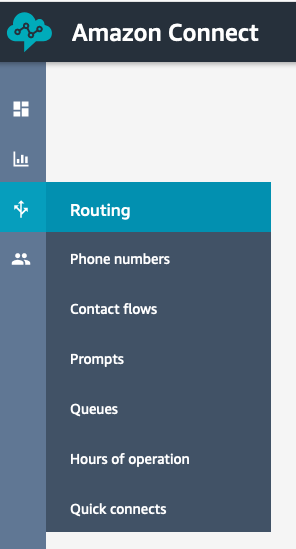 Amazon Connect
Routing
Phone numbers
Contact flows
Prompts
Queues
Hours of operation
Quick connects